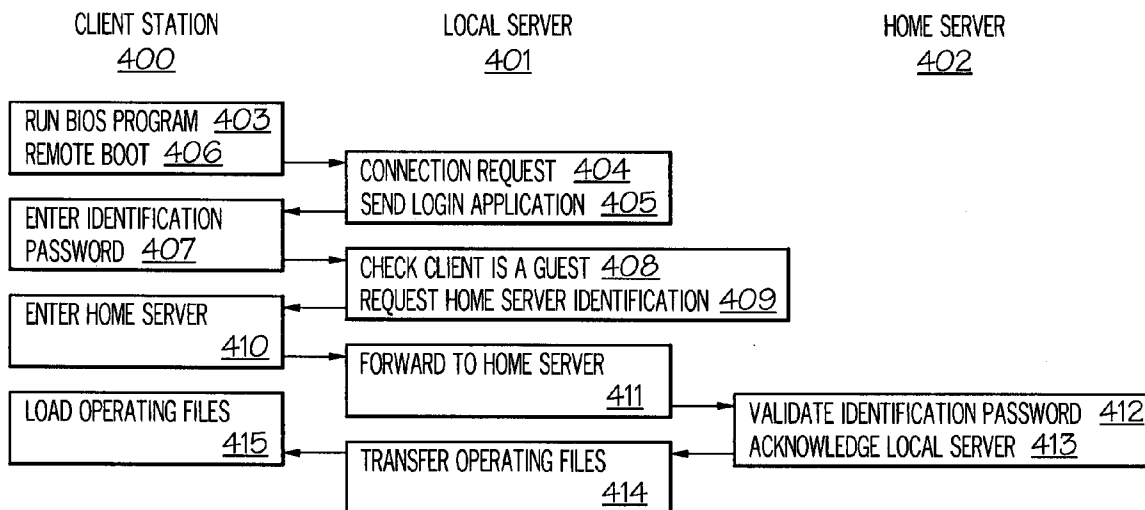 CLIENT STATION
400
LOCAL SERVER
401
HOME SERVER
402
RUN BIOS PROGRAM 403
REMOTE BOOT 406
CONNECTION REQUEST 404
SEND LOGIN APPLICATION 405
ENTER IDENTIFICATION
PASSWORD 407
CHECK CLIENT IS A GUEST 408
REQUEST HOME SERVER IDENTIFICATION 409
ENTER HOME SERVER
410
FORWARD TO HOME SERVER
411
LOAD OPERATING FILES
415
VALIDATE IDENTIFICATION PASSWORD 412
ACKNOWLEDGE LOCAL SERVER 413
TRANSFER OPERATING FILES
414